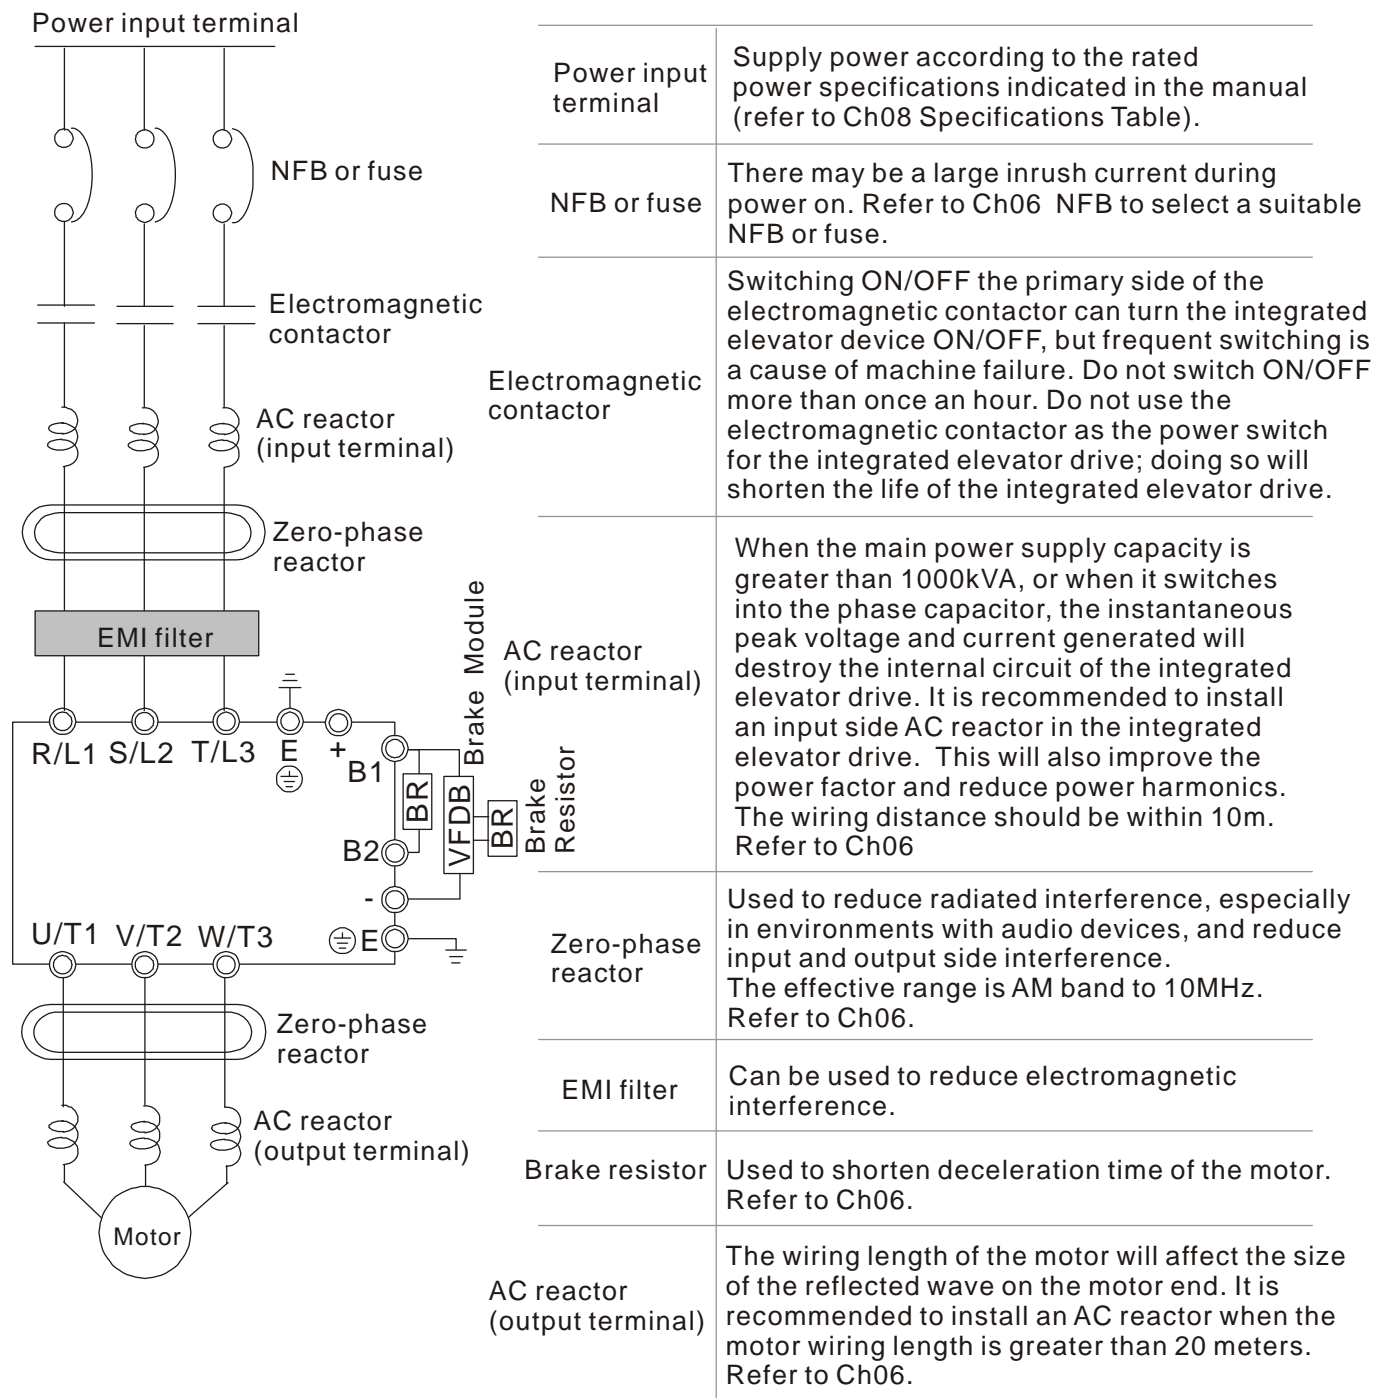 Power input terminal
NFB or fuse
Electromagnetic
contactor
AC reactor
(input terminal)
Zero-phase
reactor
EMI filter
R/L1 S/L2 T/L3 E +
B1
B2
-
E
BR
VFDB
BR
Brake Module
Brake
Resistor
U/T1 V/T2 W/T3
Zero-phase
reactor
AC reactor
(output terminal)
Motor
Power input
terminal
Supply power according to the rated
power specifications indicated in the manual
(refer to Ch08 Specifications Table).
NFB or fuse
There may be a large inrush current during
power on. Refer to Ch06 NFB to select a suitable
NFB or fuse.
Electromagnetic
contactor
Switching ON/OFF the primary side of the
electromagnetic contactor can turn the integrated
elevator device ON/OFF, but frequent switching is
a cause of machine failure. Do not switch ON/OFF
more than once an hour. Do not use the
electromagnetic contactor as the power switch
for the integrated elevator drive; doing so will
shorten the life of the integrated elevator drive.
AC reactor
(input terminal)
When the main power supply capacity is
greater than 1000kVA, or when it switches
into the phase capacitor, the instantaneous
peak voltage and current generated will
destroy the internal circuit of the integrated
elevator drive. It is recommended to install
an input side AC reactor in the integrated
elevator drive. This will also improve the
power factor and reduce power harmonics.
The wiring distance should be within 10m.
Refer to Ch06
Zero-phase
reactor
Used to reduce radiated interference, especially
in environments with audio devices, and reduce
input and output side interference.
The effective range is AM band to 10MHz.
Refer to Ch06.
EMI filter
Can be used to reduce electromagnetic
interference.
Brake resistor
Used to shorten deceleration time of the motor.
Refer to Ch06.
AC reactor
(output terminal)
The wiring length of the motor will affect the size
of the reflected wave on the motor end. It is
recommended to install an AC reactor when the
motor wiring length is greater than 20 meters.
Refer to Ch06.